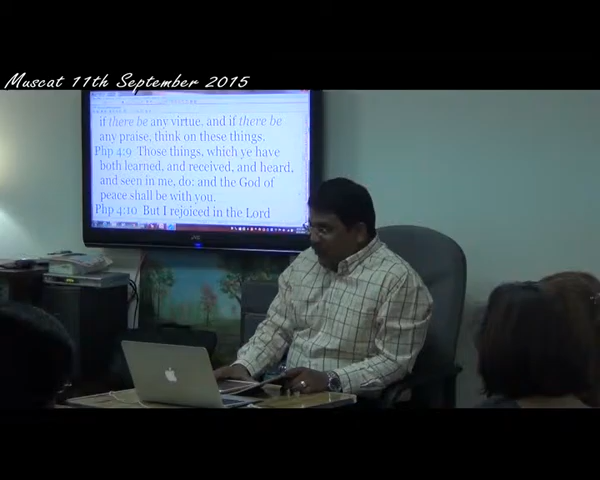 Muscat 11th September 2015
if there be any virtue, and if there be
any praise, think on these things.
Php 4:9 Those things, which ye have
both learned, and received, and heard,
and seen in me, do: and the God of
peace shall be with you.
Php 4:10 But I rejoiced in the Lord